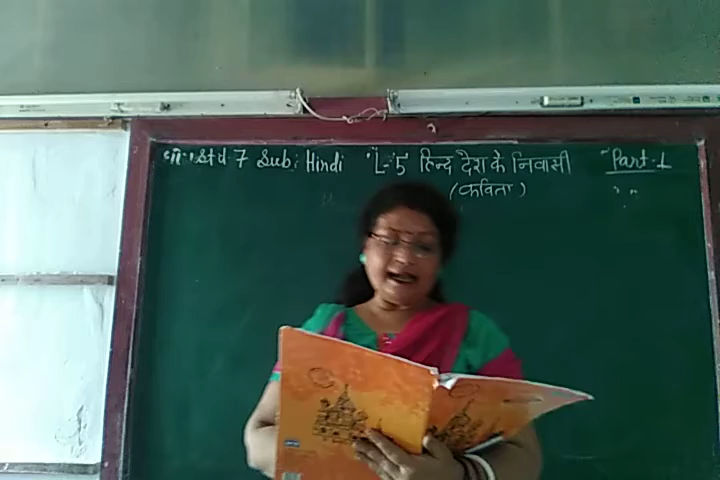 Std 7 Sub: Hindi "L-5" हिन्द देश के निवासी "Part-1
(कविता)